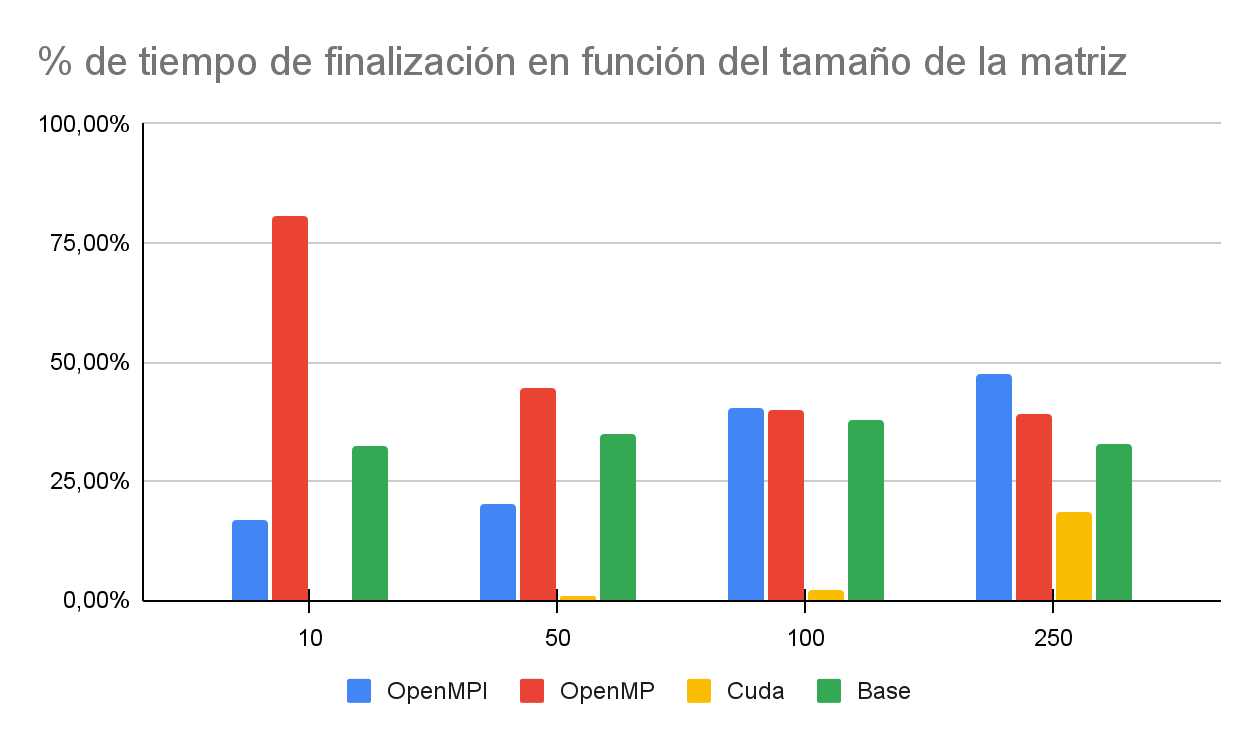 % de tiempo de finalización en función del tamaño de la matriz
100,00%
75,00%
50,00%
25,00%
0,00%
10 50 100 250
OpenMPI OpenMP Cuda Base